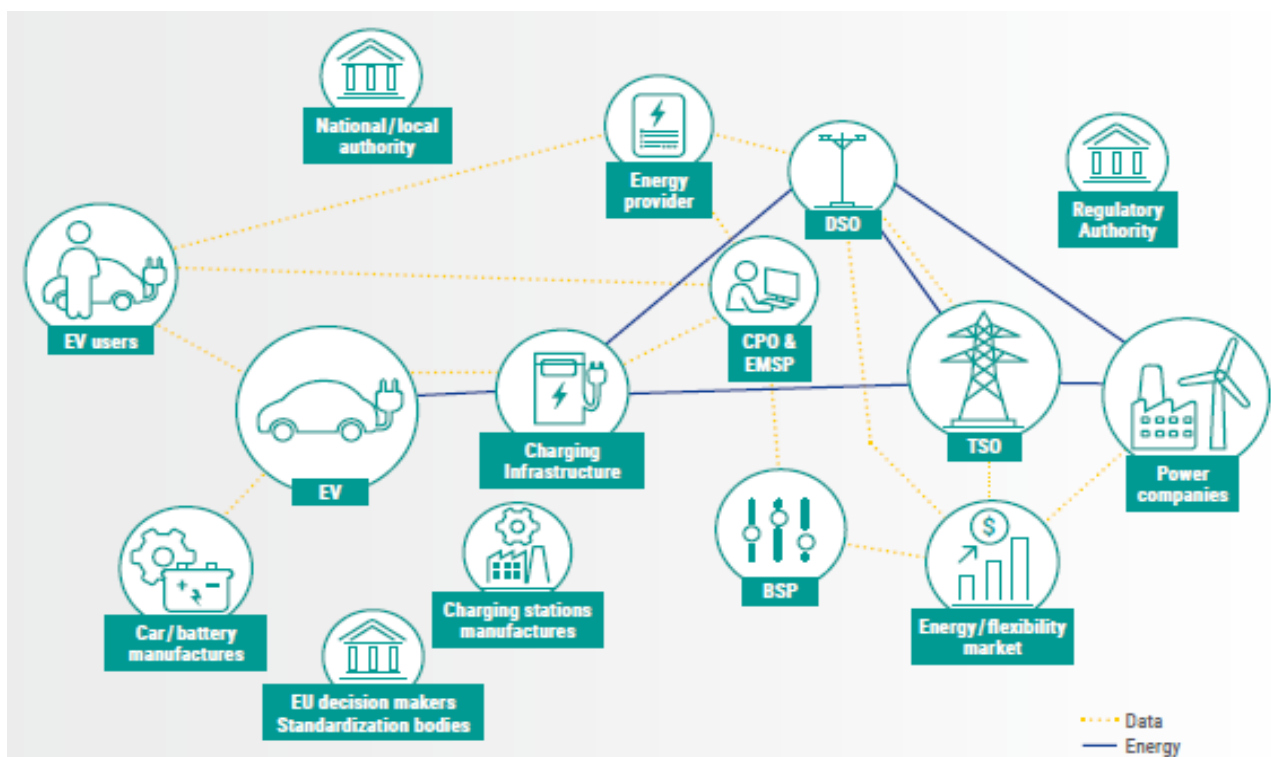 National/local
authority
Energy
provider
DSO
Regulatory
Authority
EV users
CPO &
EMSP
EV
Charging
Infrastructure
TSO
Power
companies
Car/battery
manufactures
Charging stations
manufactures
BSP
$
Energy/flexibility
market
EU decision makers
Standardization bodies
Data
Energy